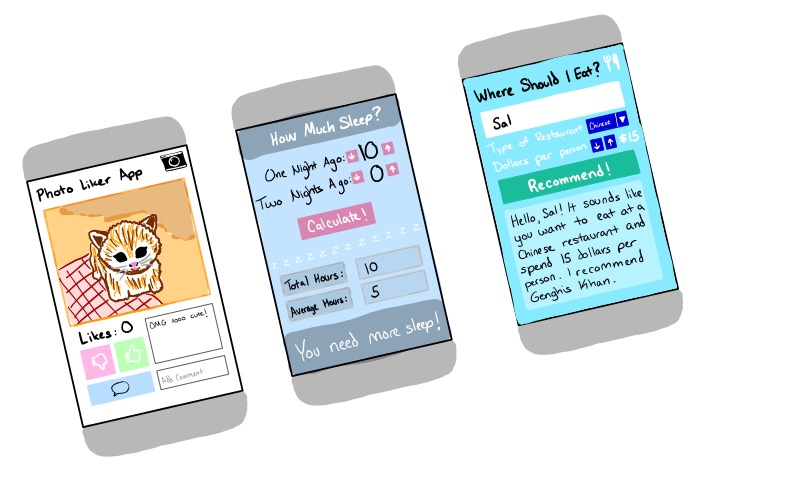 Photo Liker App
Likes: 0
OMG sooo cute!
Add Comment
How Much Sleep?
One Night Ago: 10
Two Nights Ago: 0
Calculate!
z z z z z z z z z z z z z
Total Hours: 10
Average Hours: 5
You need more sleep!
Where Should I Eat?
Sal
Type of Restaurant Chinese
Dollars per person $15
Recommend!
Hello, Sal! It sounds like
you want to eat at a
Chinese restaurant and
spend 15 dollars per
person. I recommend
Genghis Khan.